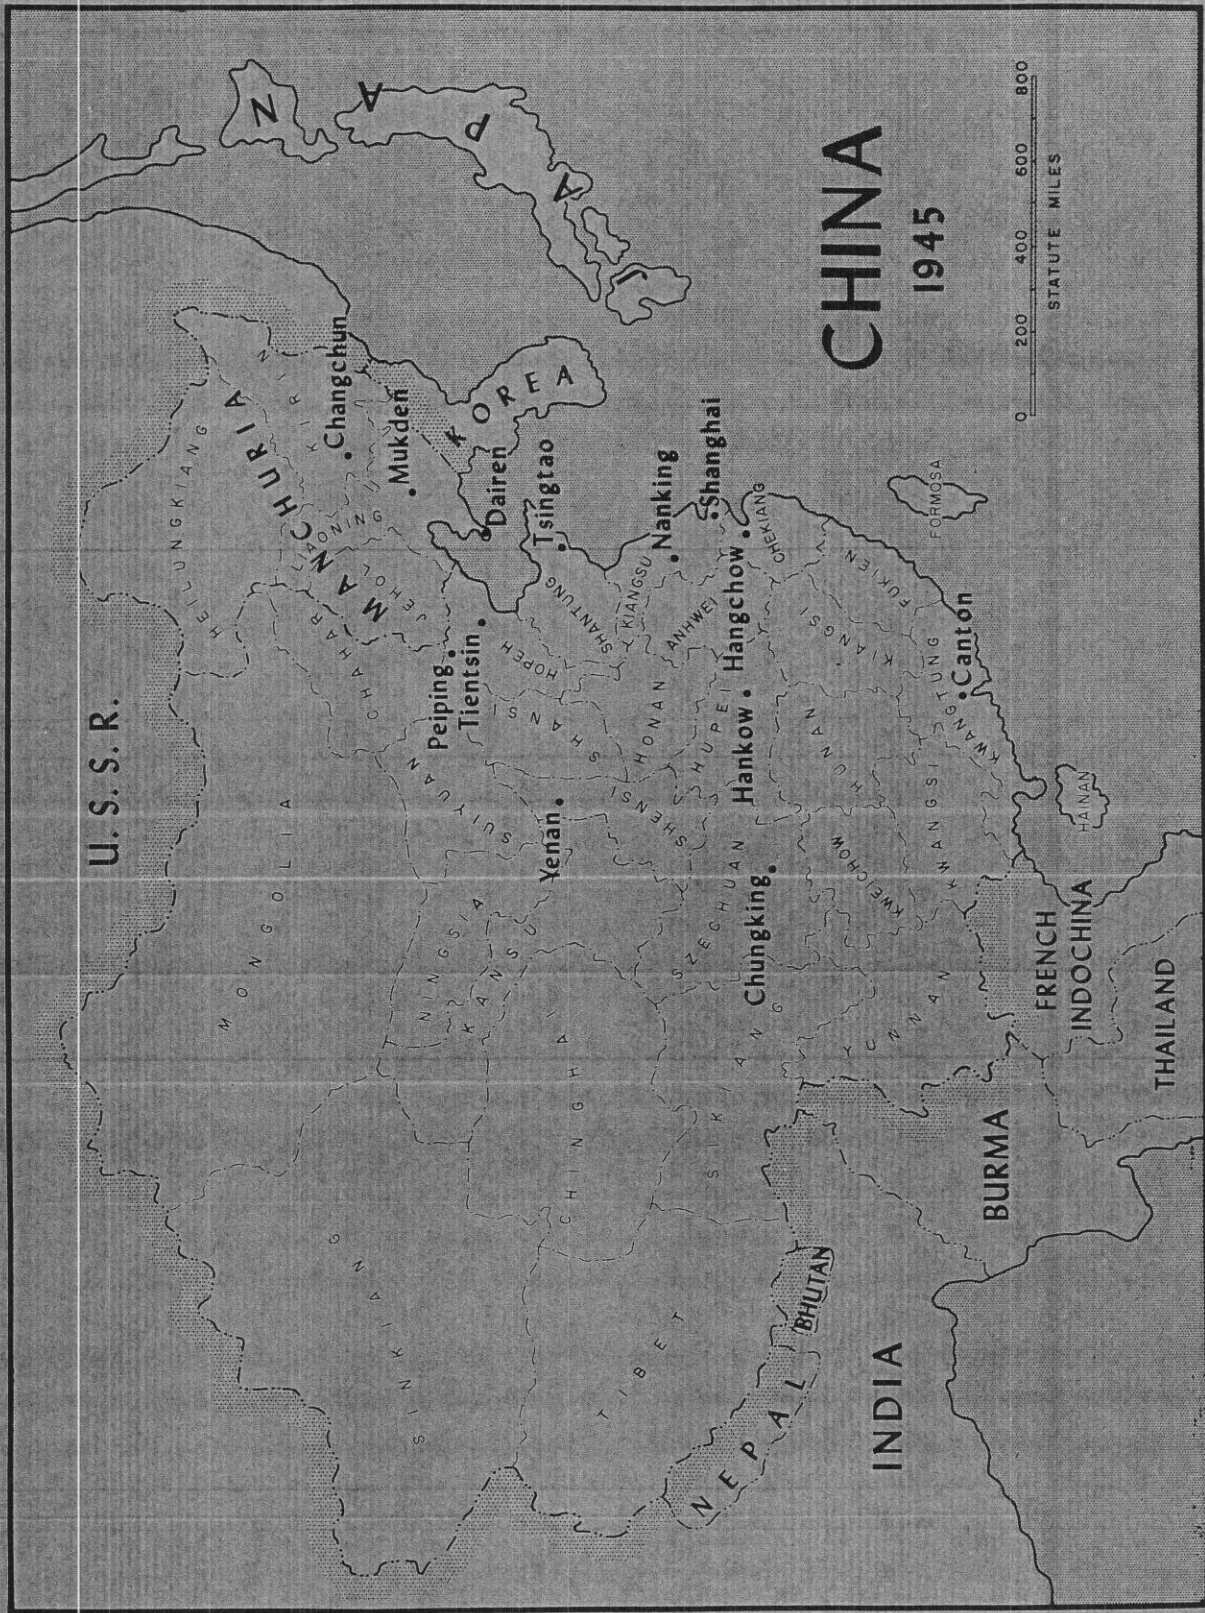 CHINA
1945
0 200 400 600 800
STATUTE MILES
U. S. S. R.
JAPAN
KOREA
MANCHURIA
HEILUNGKIANG
KIRIN
LIAONING
JEHOL
CHAHAR
MONGOLIA
SUIYUAN
NINGSIA
KANSU
SINKIANG
CHINGHAI
TIBET
SIKIANG
SZECHUAN
SHENSI
SHANSI
HOPEH
SHANTUNG
KIANGSU
HONAN
ANHWEI
HUPEI
CHEKIANG
KIANGSI
HUNAN
FUKIEN
KWEICHOW
YUNNAN
KWANGSI
KWANGTUNG
FORMOSA
HAINAN
Changchun
Mukden
Dairen
Tsingtao
Peiping
Tientsin
Yenan
Nanking
Shanghai
Hangchow
Hankow
Chungking
Canton
NEPAL
BHUTAN
INDIA
BURMA
FRENCH
INDOCHINA
THAILAND